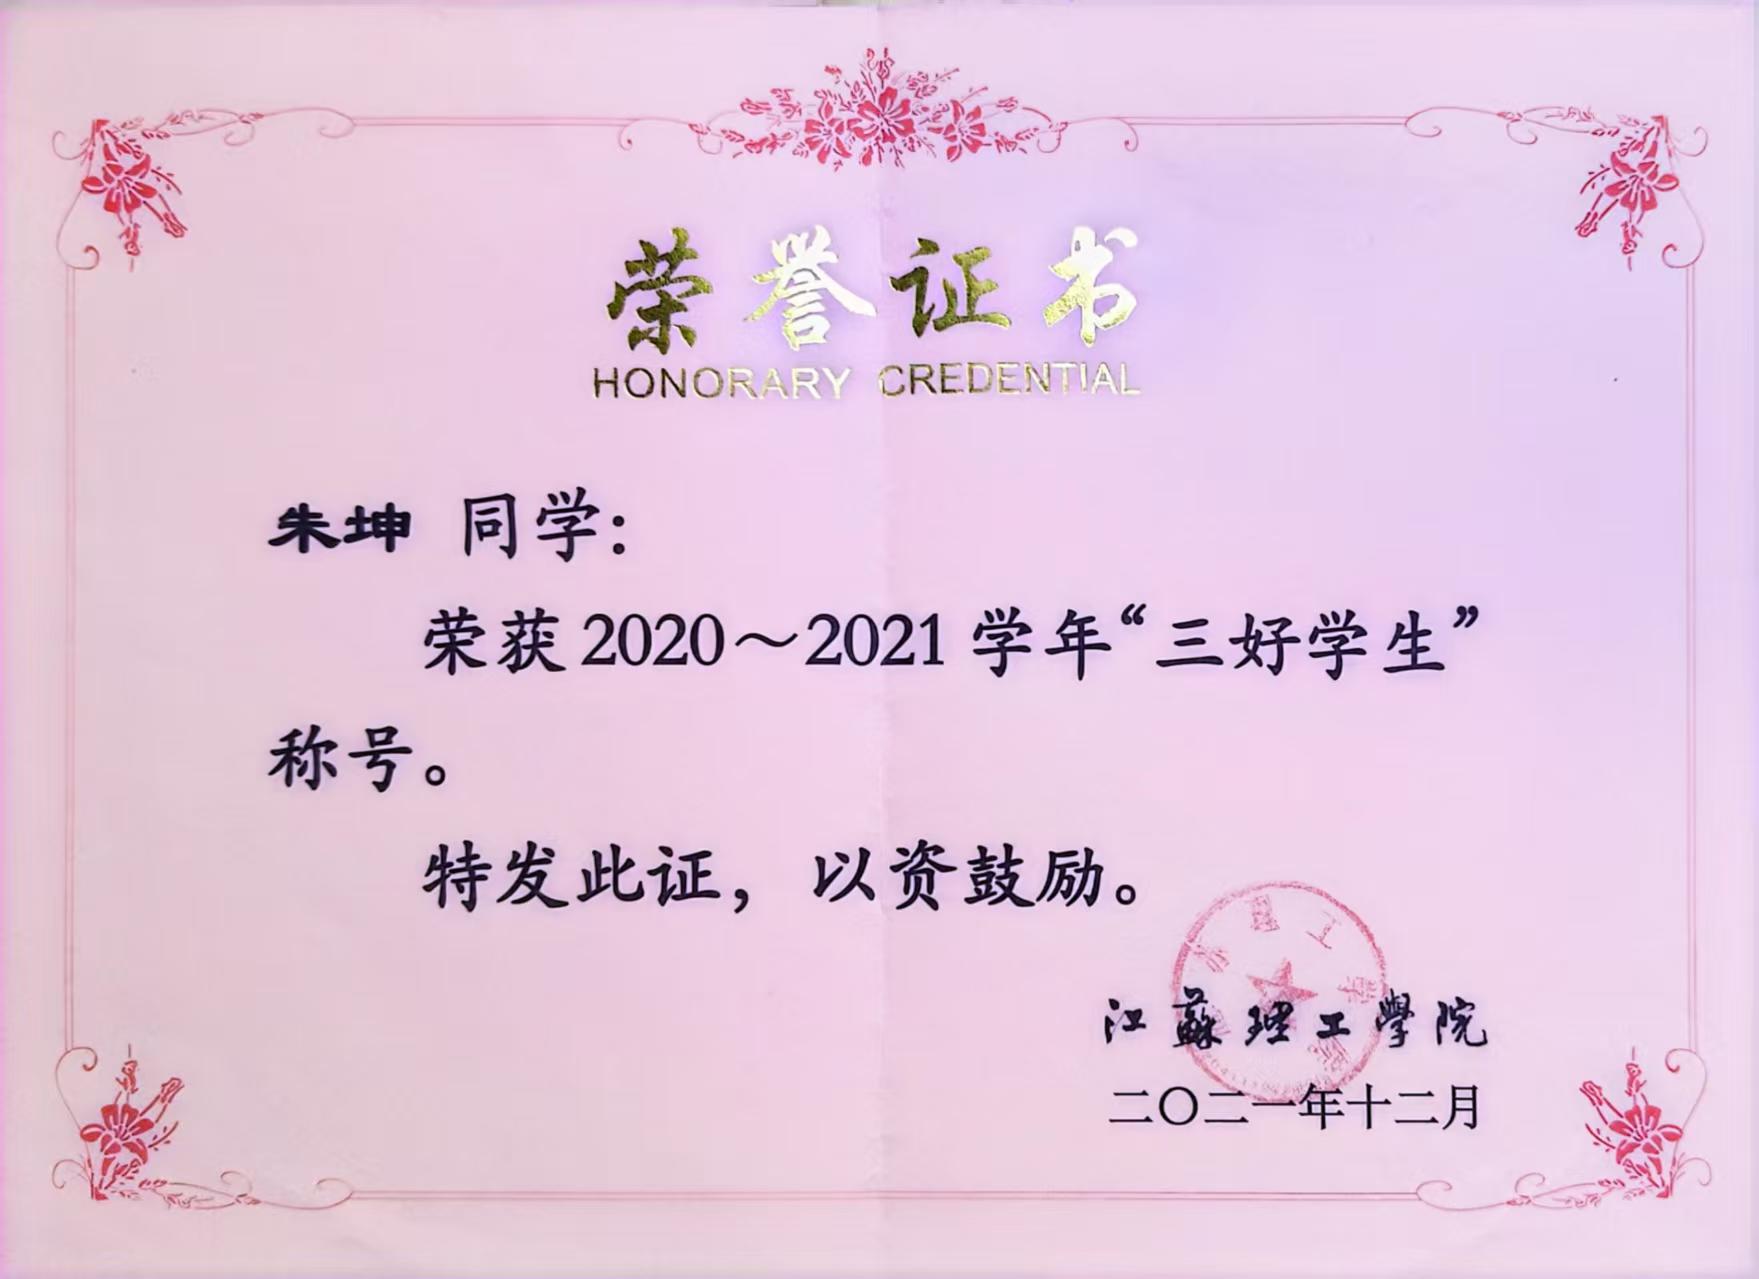 荣誉证书
HONORARY CREDENTIAL
朱坤 同学：
荣获2020～2021学年“三好学生”
称号。
特发此证，以资鼓励。
江蘇理工學院
二〇二一年十二月